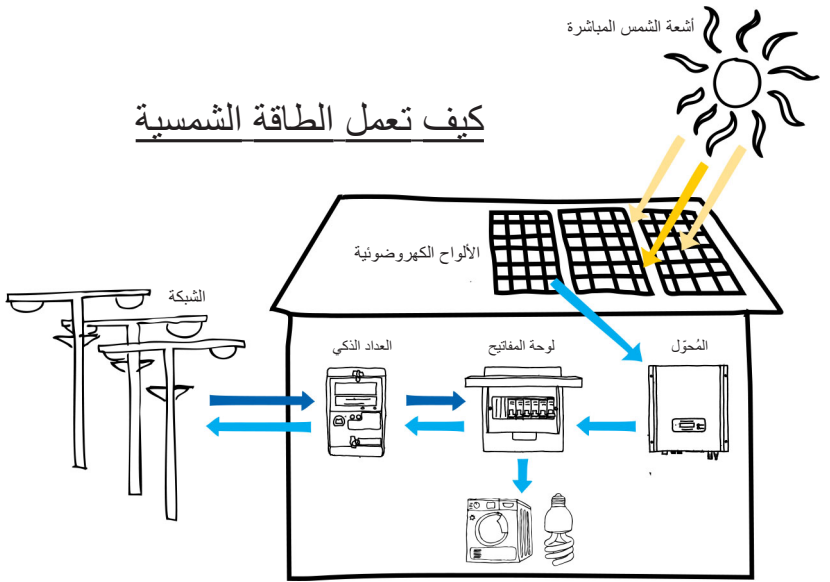 أشعة الشمس المباشرة
كيف تعمل الطاقة الشمسية
الألواح الكهروضوئية
الشبكة
العداد الذكي
لوحة المفاتيح
المُحوّل